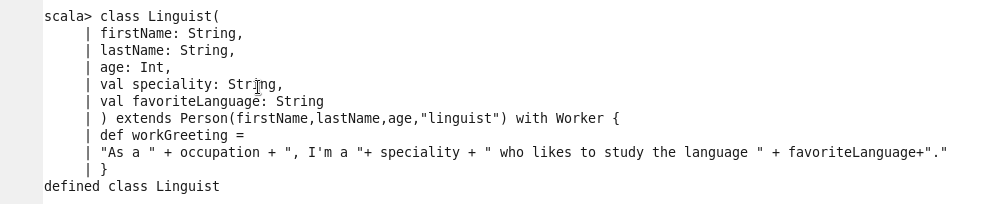 scala> class Linguist(
     | firstName: String,
     | lastName: String,
     | age: Int,
     | val speciality: String,
     | val favoriteLanguage: String
     | ) extends Person(firstName,lastName,age,"linguist") with Worker {
     | def workGreeting =
     | "As a " + occupation + ", I'm a "+ speciality + " who likes to study the language " + favoriteLanguage+"."
     | }
defined class Linguist